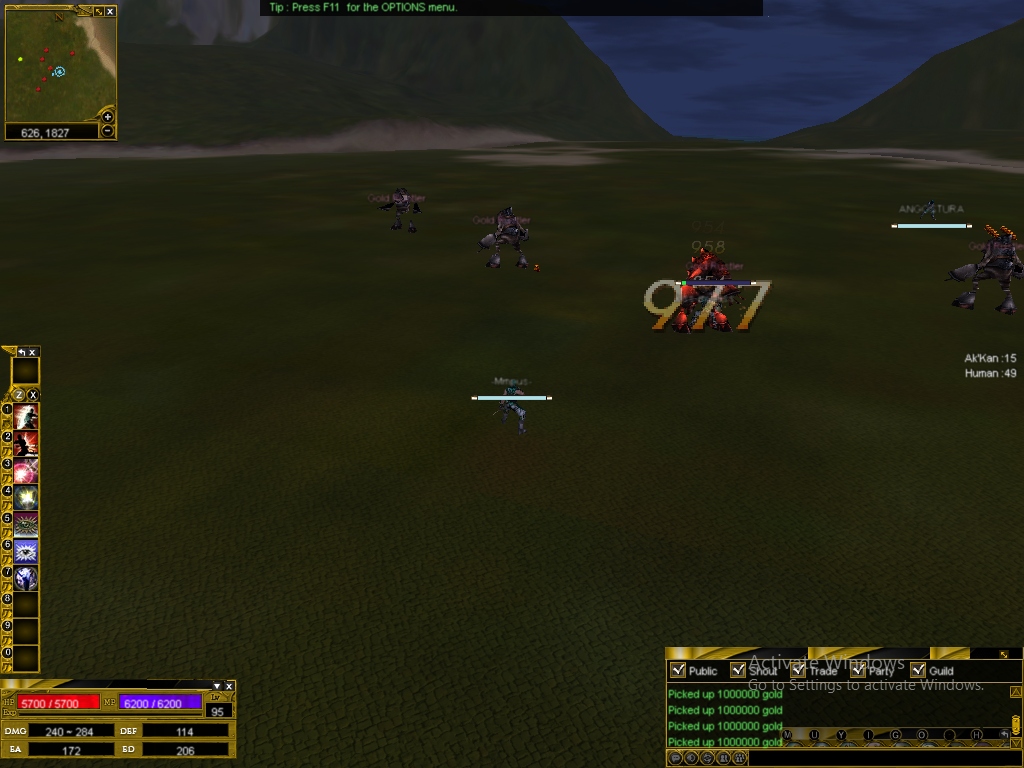 Tip : Press F11 for the OPTIONS menu.
N
X
626, 1827
ANGOSTURA
958
977
-Mmpus-
Ak'Kan :15
Human :49
X
Z X
1
2
3
4
5
6
7
8
9
0
X
HP 5700 / 5700 MP 6200 / 6200 Lv
Exp 95
DMG 240 ~ 284 DEF 114
EA 172 ED 206
Public Shout Trade Party Guild
Activate Windows
Go to Settings to activate Windows.
Picked up 1000000 gold
Picked up 1000000 gold
Picked up 1000000 gold
Picked up 1000000 gold
M U Y I G O H